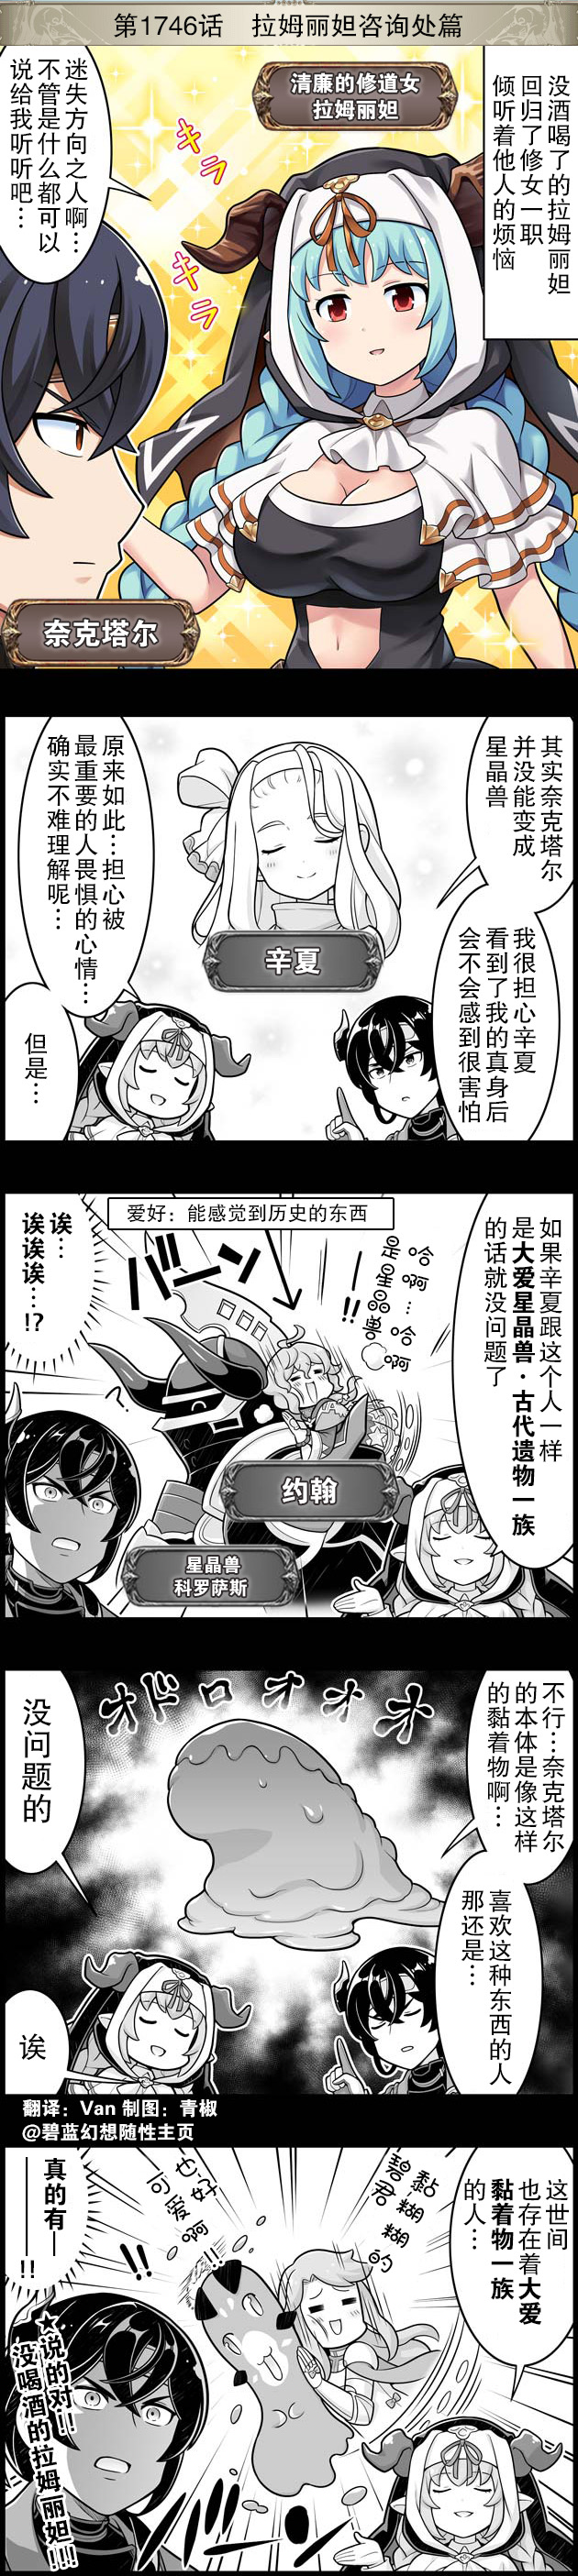 第1746话　拉姆丽妲咨询处篇
没酒喝了的拉姆丽妲
回归了修女一职
倾听着他人的烦恼
清廉的修道女
拉姆丽妲
迷失方向之人啊…
不管是什么都可以
说给我听听吧…
キラ
キラ
奈克塔尔
其实奈克塔尔
并没能变成
星晶兽
我很担心辛夏
看到了我的真身后
会不会感到很害怕
辛夏
原来如此…担心被
最重要的人畏惧的心情…
确实不难理解呢…
但是…
如果辛夏跟这个人一样
是大爱星晶兽·古代遗物一族
的话就没问题了
爱好：能感觉到历史的东西
哈啊…哈啊
是星晶兽
——!!
バーン
诶…
诶诶诶…!?
约翰
星晶兽
科罗萨斯
不行…奈克塔尔
的本体是像这样
的黏着物啊…
喜欢这种东西的人
那还是…
オドロオオオ
没问题的
诶
翻译：Van 制图：青椒
@碧蓝幻想随性主页
这世间
也存在着大爱
黏着物一族
的人…
黏糊糊的
碧君
也好
可爱啊
——!!
真的有—
——!!
★说的对!!
没喝酒的拉姆丽妲!!!